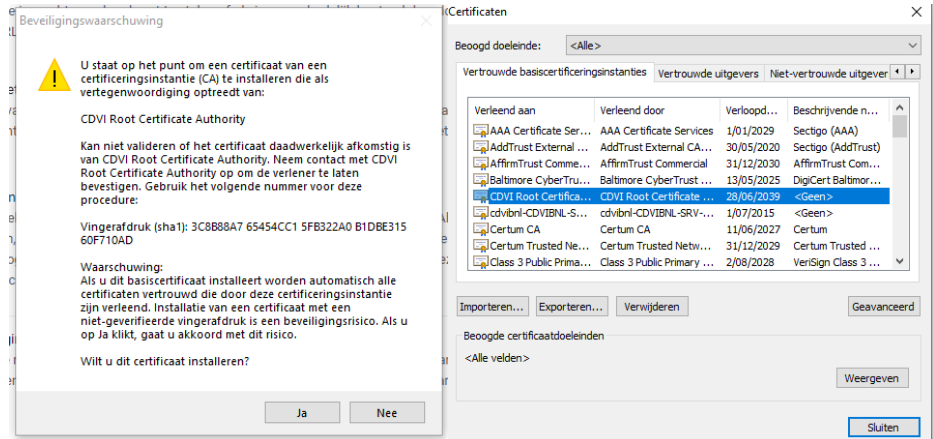 Beveiligingswaarschuwing
U staat op het punt om een certificaat van een
certificeringsinstantie (CA) te installeren die als
vertegenwoordiging optreedt van:
CDVI Root Certificate Authority
Kan niet valideren of het certificaat daadwerkelijk afkomstig is
van CDVI Root Certificate Authority. Neem contact met CDVI
Root Certificate Authority op om de verlener te laten
bevestigen. Gebruik het volgende nummer voor deze
procedure:
Vingerafdruk (sha1): 3C8B88A7 65454CC1 5FB322A0 B1DBE315
60F710AD
Waarschuwing:
Als u dit basiscertificaat installeert worden automatisch alle
certificaten vertrouwd die door deze certificeringsinstantie
zijn verleend. Installatie van een certificaat met een
niet-geverifieerde vingerafdruk is een beveiligingsrisico. Als u
op Ja klikt, gaat u akkoord met dit risico.
Wilt u dit certificaat installeren?
Ja Nee
Certificaten
Beoogd doeleinde: <Alle>
Vertrouwde basiscertificeringsinstanties Vertrouwde uitgevers Niet-vertrouwde uitgever
Verleend aan Verleend door Verloopd... Beschrijvende n...
AAA Certificate Ser... AAA Certificate Services 1/01/2029 Sectigo (AAA)
AddTrust External ... AddTrust External CA... 30/05/2020 Sectigo (AddTrust)
AffirmTrust Comme... AffirmTrust Commercial 31/12/2030 AffirmTrust Com...
Baltimore CyberTru... Baltimore CyberTrust ... 13/05/2025 DigiCert Baltimor...
CDVI Root Certifica... CDVI Root Certificate ... 28/06/2039 <Geen>
cdvibnl-CDVIBNL-S... cdvibnl-CDVIBNL-SRV-... 1/07/2015 <Geen>
Certum CA Certum CA 11/06/2027 Certum
Certum Trusted Ne... Certum Trusted Netw... 31/12/2029 Certum Trusted ...
Class 3 Public Prima... Class 3 Public Primary ... 2/08/2028 VeriSign Class 3 ...
Importeren... Exporteren... Verwijderen Geavanceerd
Beoogde certificaatdoeleinden
<Alle velden>
Weergeven
Sluiten